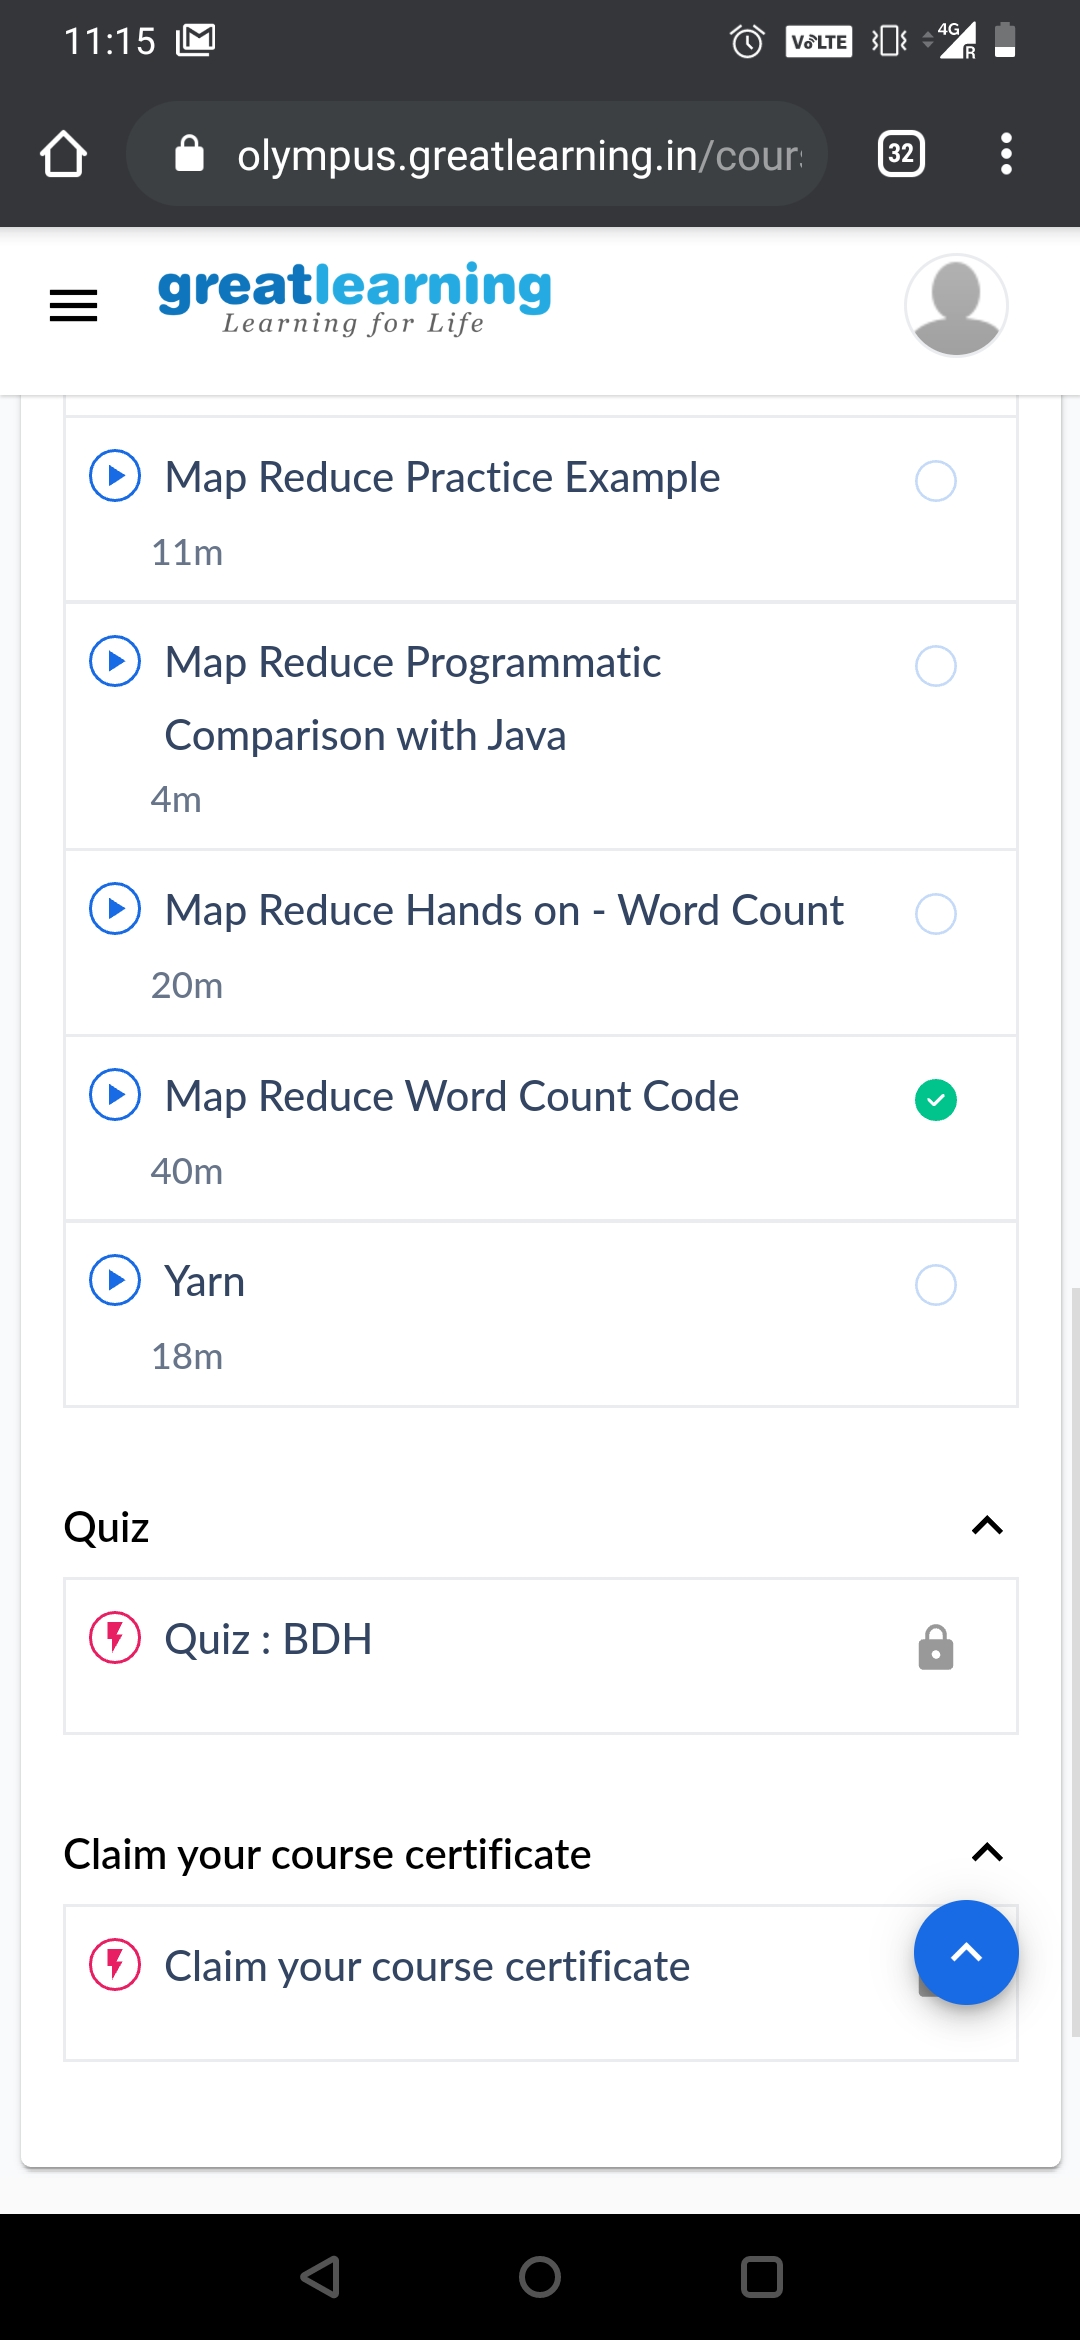 11:15
VoLTE
4G
R
olympus.greatlearning.in/cour
32
greatlearning
Learning for Life
Map Reduce Practice Example
11m
Map Reduce Programmatic
Comparison with Java
4m
Map Reduce Hands on - Word Count
20m
Map Reduce Word Count Code
40m
Yarn
18m
Quiz
Quiz : BDH
Claim your course certificate
Claim your course certificate